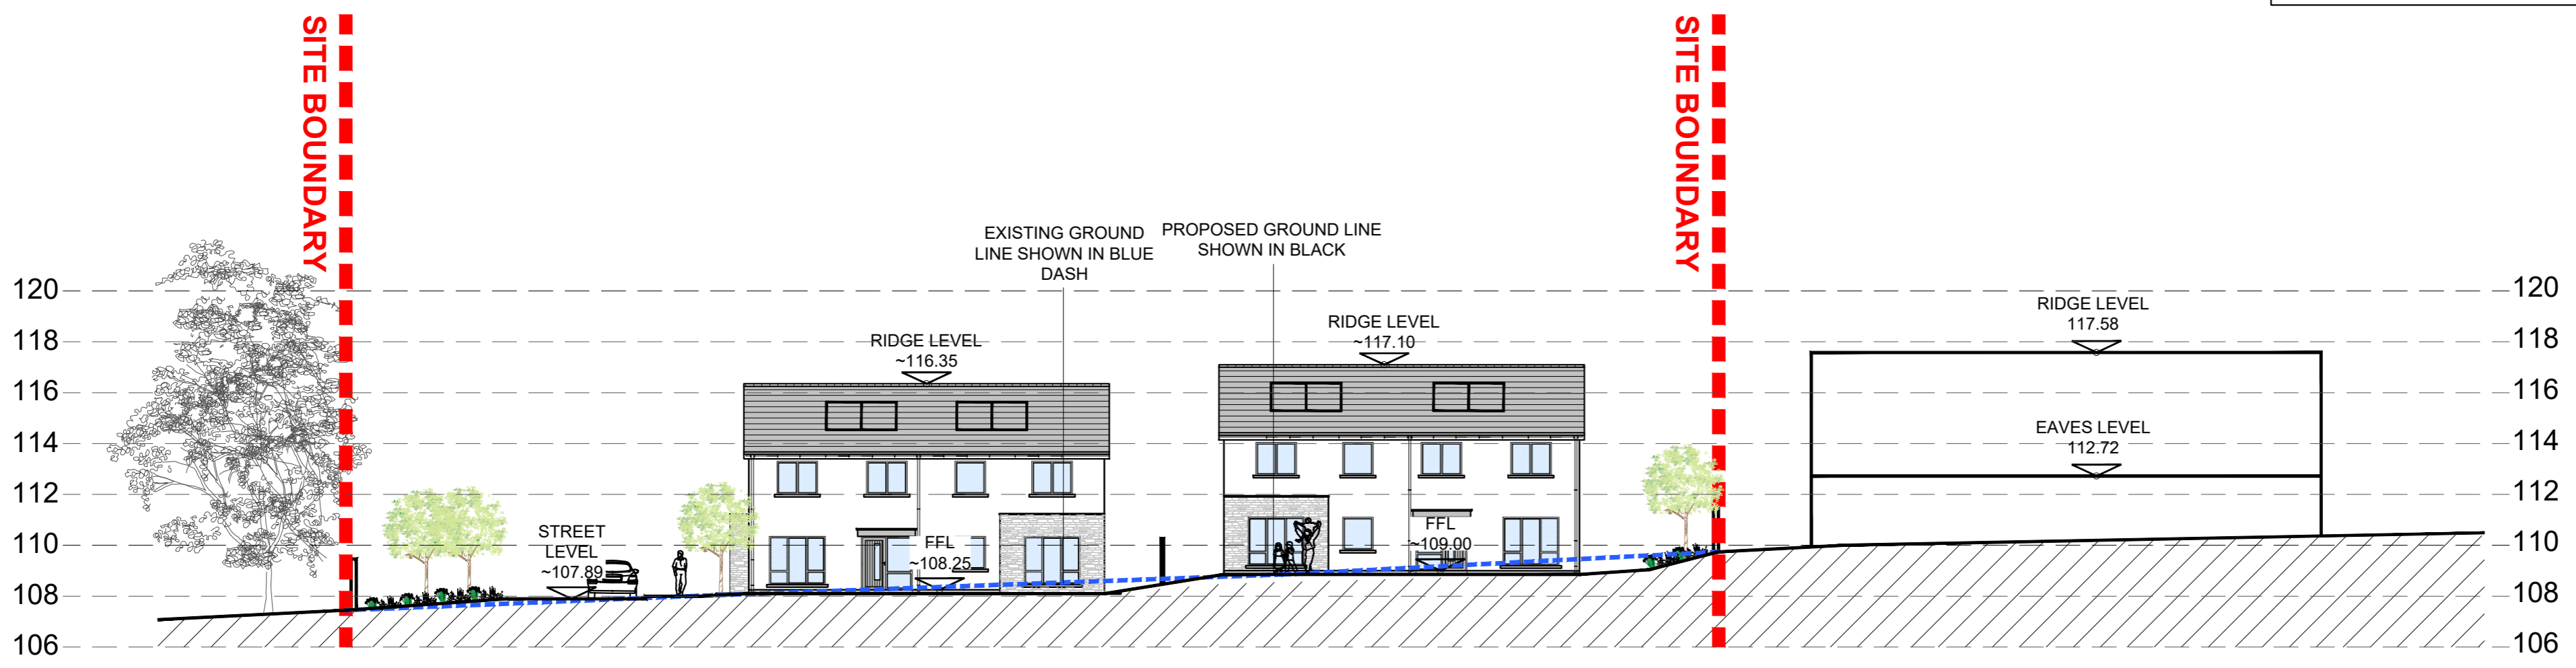 SITE BOUNDARY
SITE BOUNDARY
EXISTING GROUND
LINE SHOWN IN BLUE
DASH
PROPOSED GROUND LINE
SHOWN IN BLACK
120
120
RIDGE LEVEL
117.58
RIDGE LEVEL
~117.10
RIDGE LEVEL
~116.35
118
118
116
116
114
114
EAVES LEVEL
112.72
112
112
STREET
LEVEL
~107.89
FFL
~108.25
FFL
~109.00
110
110
108
108
106
106